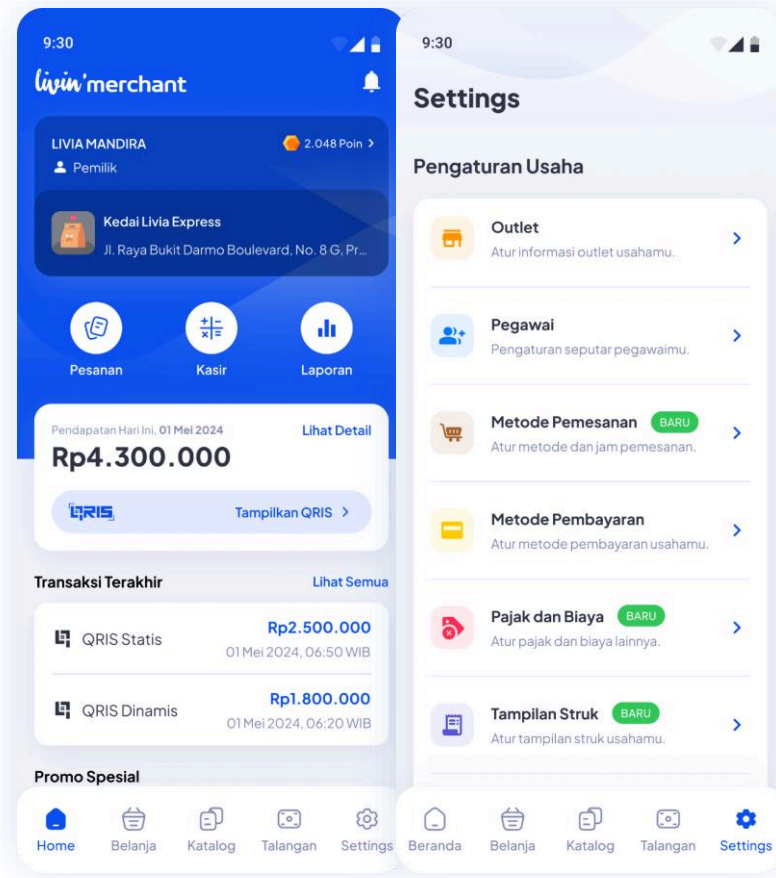 9:30
livin'merchant
LIVIA MANDIRA
2.048 Poin
Pemilik
Kedai Livia Express
Jl. Raya Bukit Darmo Boulevard, No. 8 G, Pr...
Pesanan
Kasir
Laporan
Pendapatan Hari Ini, 01 Mei 2024
Lihat Detail
Rp4.300.000
QRIS
Tampilkan QRIS
Transaksi Terakhir
Lihat Semua
QRIS Statis
Rp2.500.000
01 Mei 2024, 06:50 WIB
QRIS Dinamis
Rp1.800.000
01 Mei 2024, 06:20 WIB
Promo Spesial
Home
Belanja
Katalog
Talangan
Settings
9:30
Settings
Pengaturan Usaha
Outlet
Atur informasi outlet usahamu.
Pegawai
Pengaturan seputar pegawaimu.
Metode Pemesanan
BARU
Atur metode dan jam pemesanan.
Metode Pembayaran
Atur metode pembayaran usahamu.
Pajak dan Biaya
BARU
Atur pajak dan biaya lainnya.
Tampilan Struk
BARU
Atur tampilan struk usahamu.
Beranda
Belanja
Katalog
Talangan
Settings